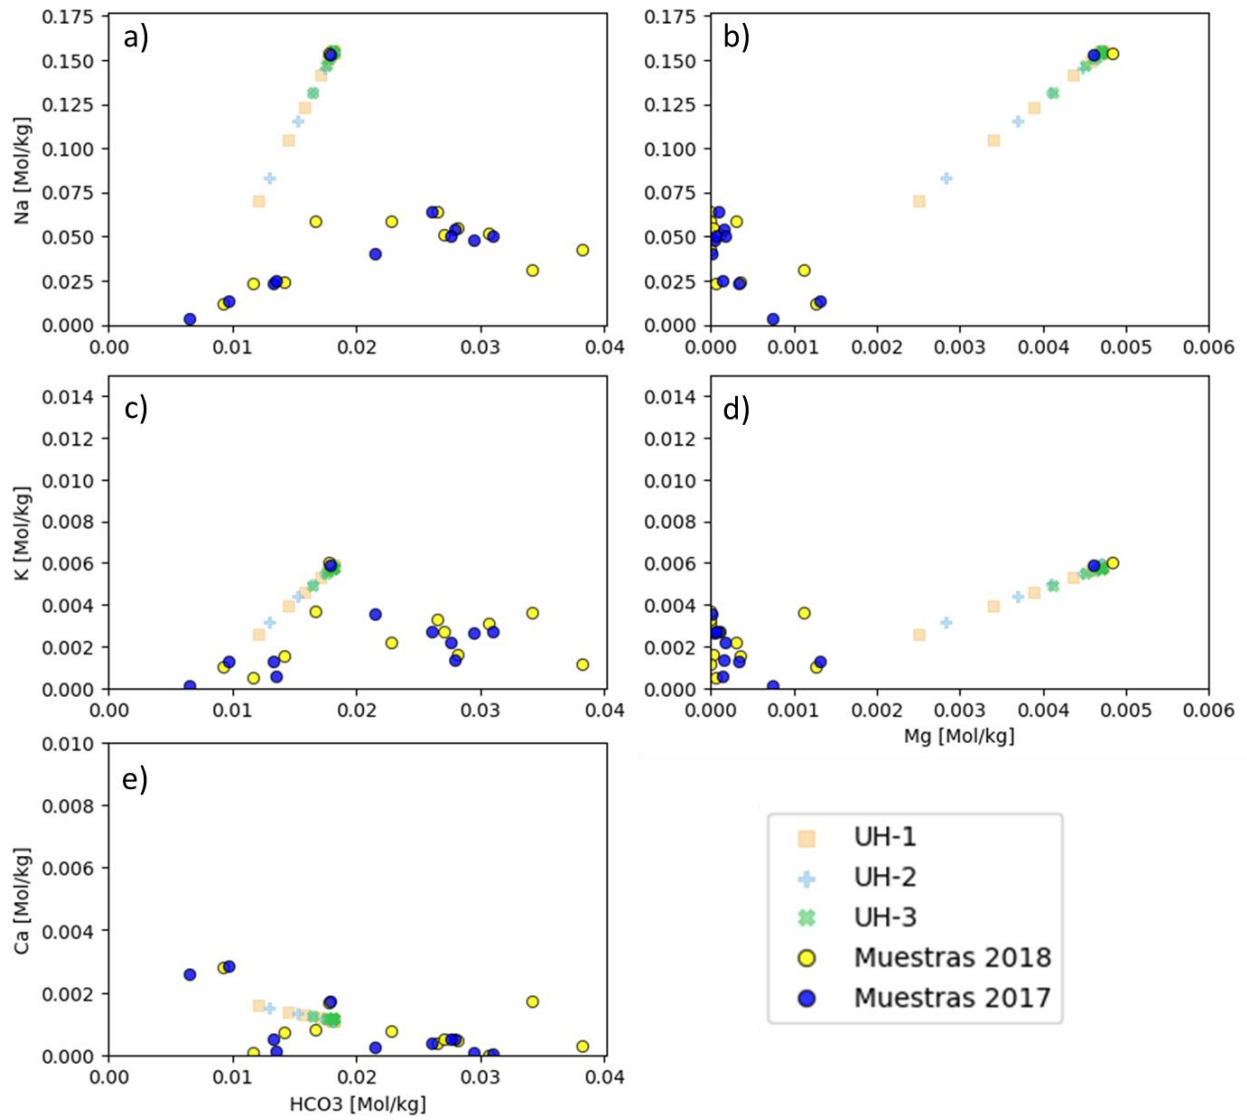 a)
Na [Mol/kg]
0.175
0.150
0.125
0.100
0.075
0.050
0.025
0.000
0.00 0.01 0.02 0.03 0.04
b)
0.175
0.150
0.125
0.100
0.075
0.050
0.025
0.000
0.000 0.001 0.002 0.003 0.004 0.005 0.006
c)
K [Mol/kg]
0.014
0.012
0.010
0.008
0.006
0.004
0.002
0.000
0.00 0.01 0.02 0.03 0.04
d)
0.014
0.012
0.010
0.008
0.006
0.004
0.002
0.000
0.000 0.001 0.002 0.003 0.004 0.005 0.006
Mg [Mol/kg]
e)
Ca [Mol/kg]
0.010
0.008
0.006
0.004
0.002
0.000
0.00 0.01 0.02 0.03 0.04
HCO3 [Mol/kg]
UH-1
UH-2
UH-3
Muestras 2018
Muestras 2017